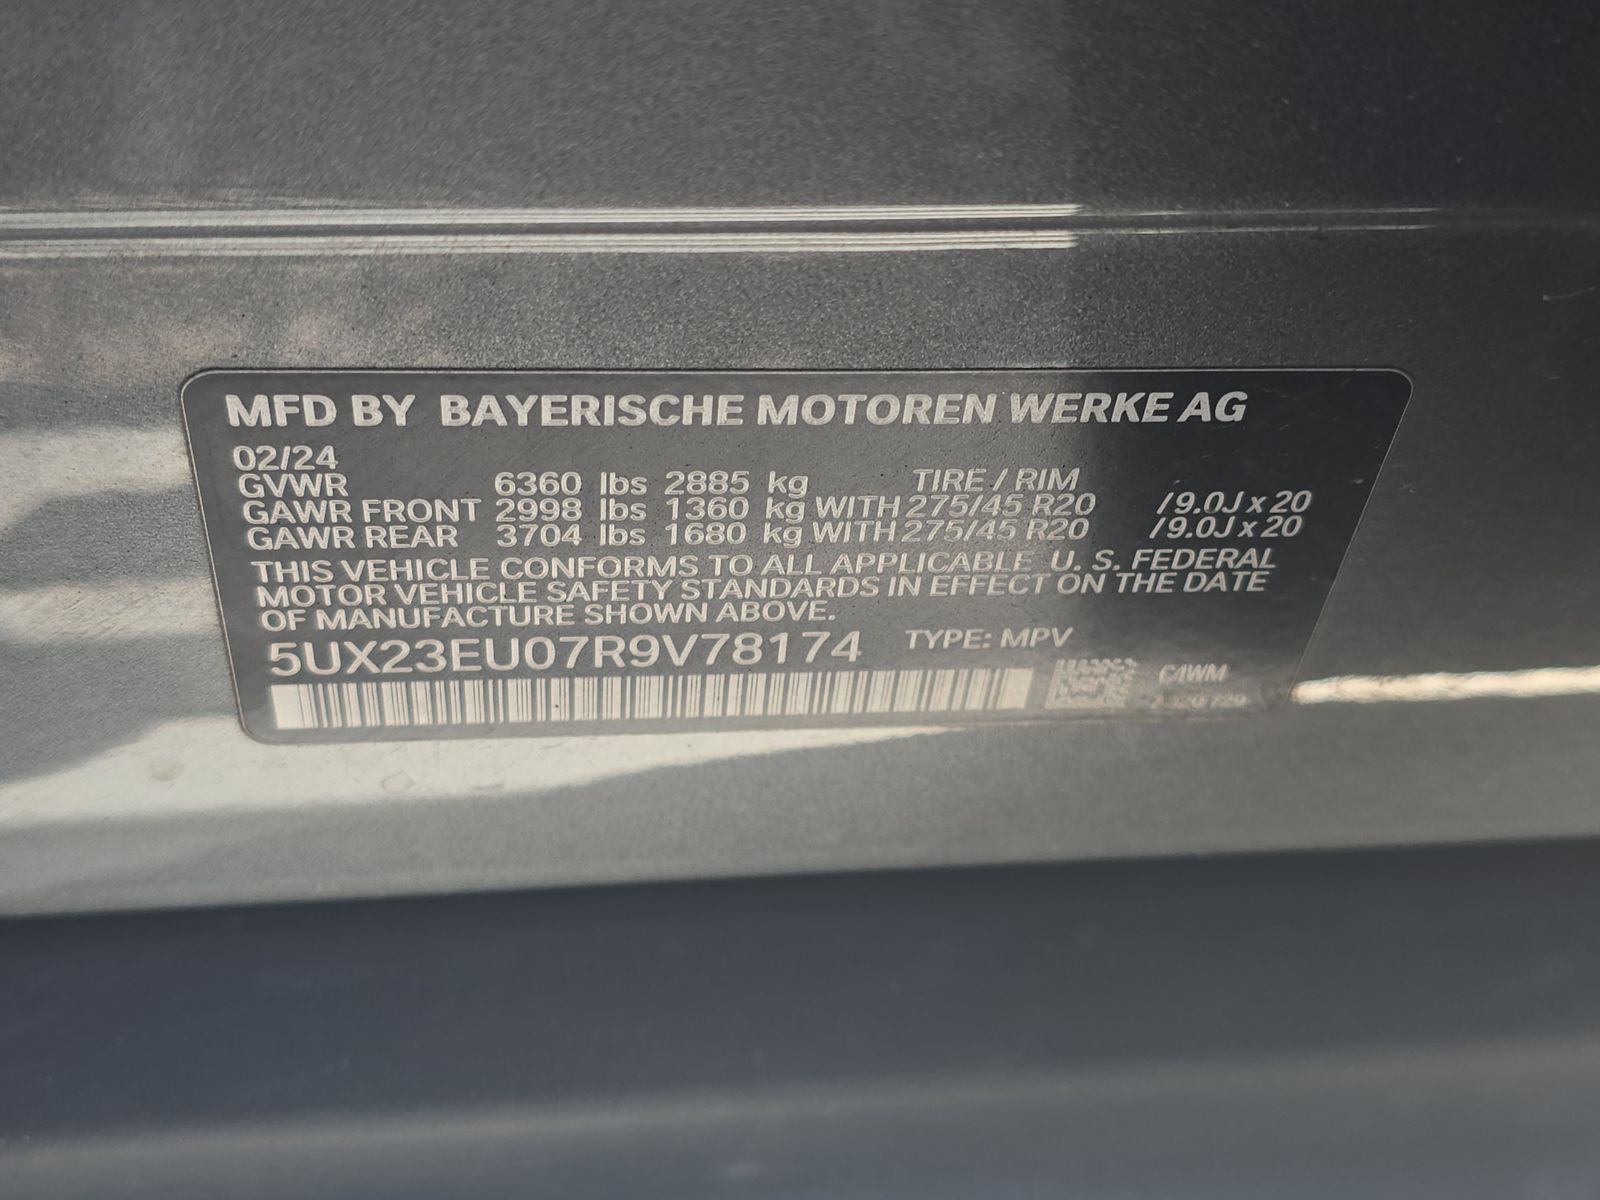 MFD BY BAYERISCHE MOTOREN WERKE AG
02/24
GVWR 6360 lbs 2885 kg TIRE / RIM
GAWR FRONT 2998 lbs 1360 kg WITH 275/45 R20 / 9.0J x 20
GAWR REAR 3704 lbs 1680 kg WITH 275/45 R20 / 9.0J x 20
THIS VEHICLE CONFORMS TO ALL APPLICABLE U. S. FEDERAL
MOTOR VEHICLE SAFETY STANDARDS IN EFFECT ON THE DATE
OF MANUFACTURE SHOWN ABOVE.
5UX23EU07R9V78174 TYPE: MPV